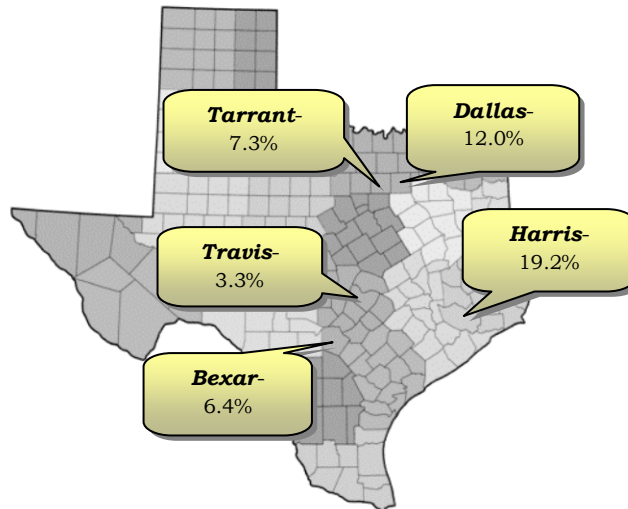 Tarrant-
7.3%
Dallas-
12.0%
Travis-
3.3%
Harris-
19.2%
Bexar-
6.4%